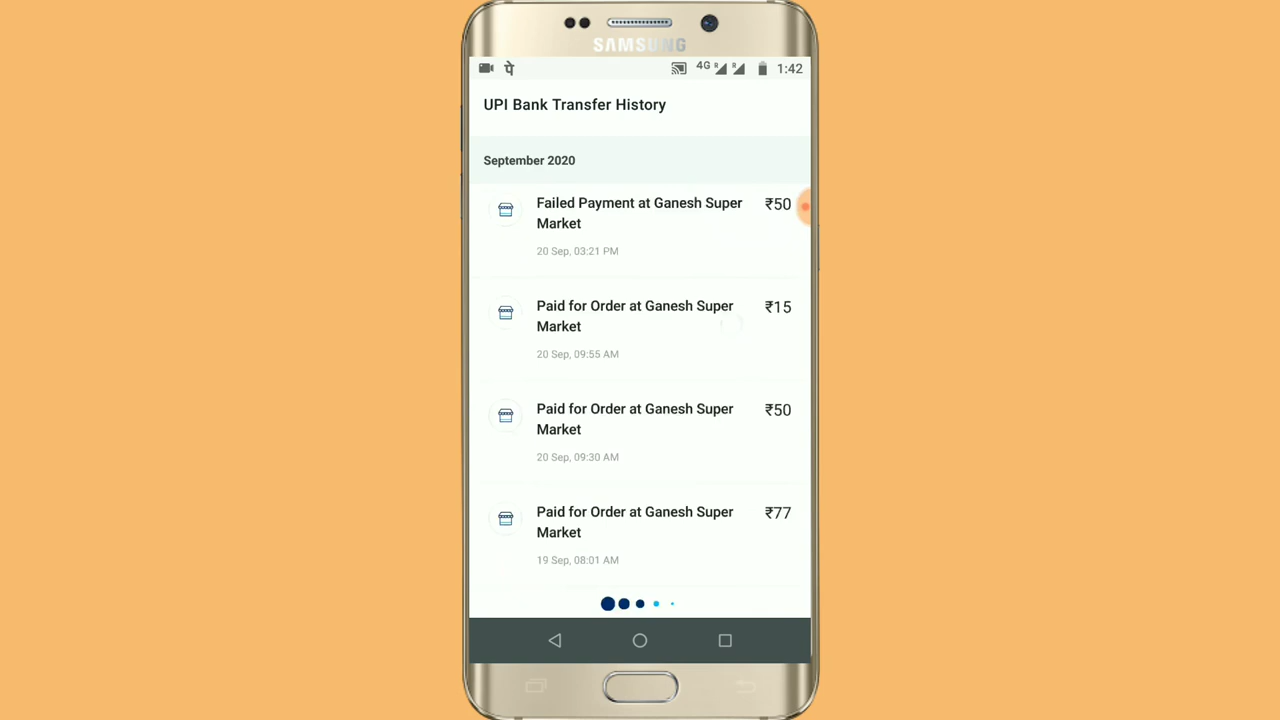 SAMSUNG
पे
4G R R 1:42
UPI Bank Transfer History
September 2020
Failed Payment at Ganesh Super
Market
₹50
20 Sep, 03:21 PM
Paid for Order at Ganesh Super
Market
₹15
20 Sep, 09:55 AM
Paid for Order at Ganesh Super
Market
₹50
20 Sep, 09:30 AM
Paid for Order at Ganesh Super
Market
₹77
19 Sep, 08:01 AM